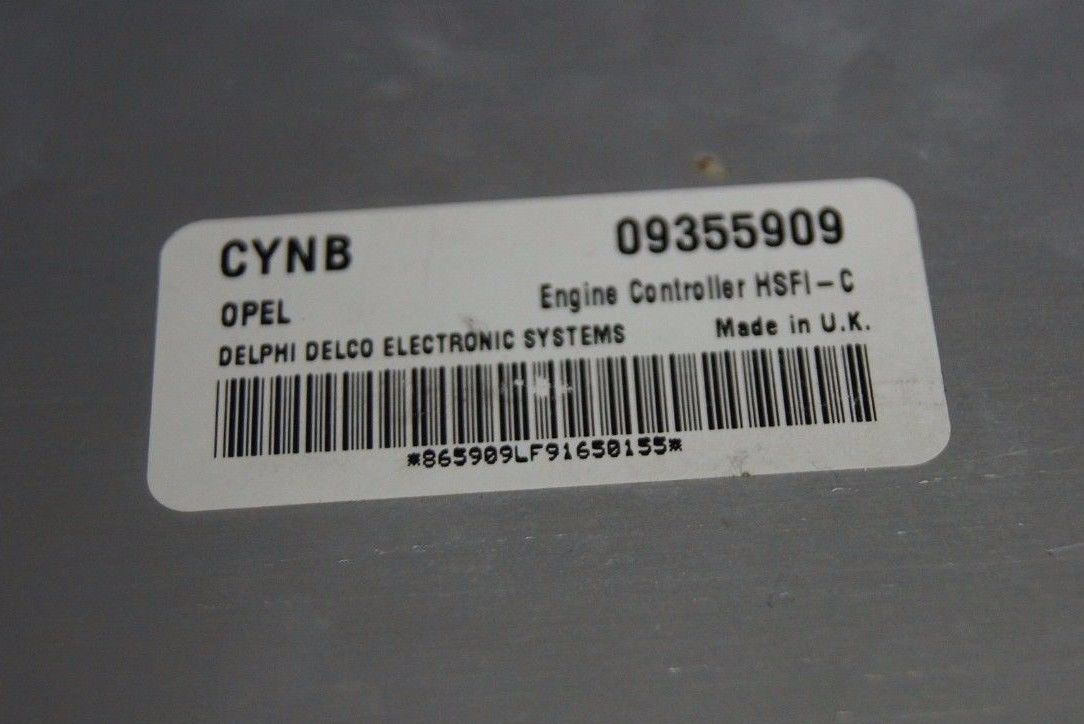 CYNB 09355909
OPEL Engine Controller HSFI-C
DELPHI DELCO ELECTRONIC SYSTEMS Made in U.K.
*865909LF91650155*